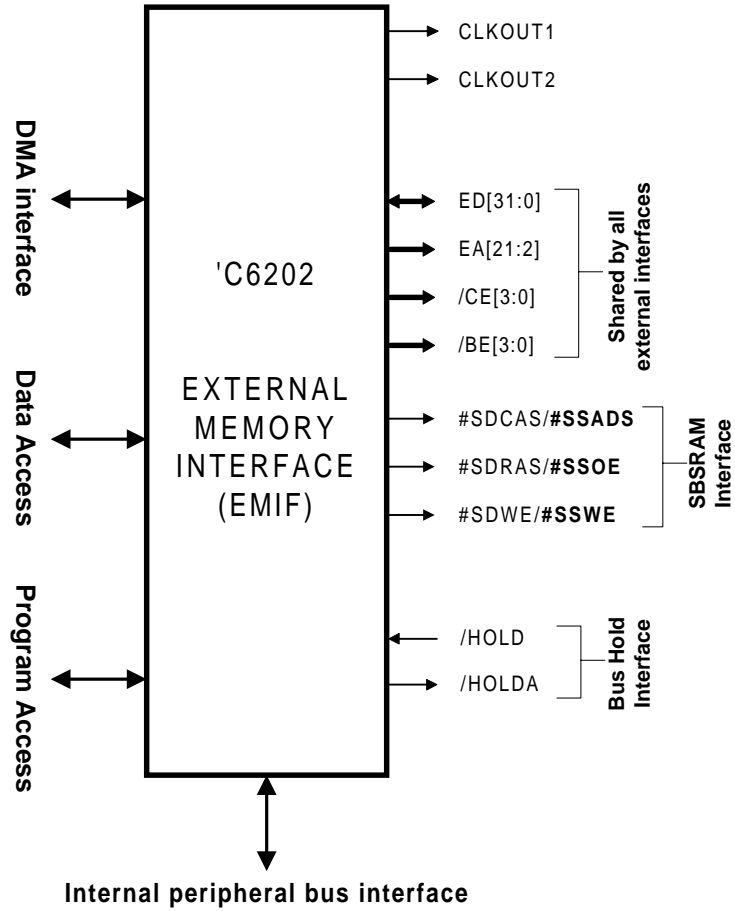 CLKOUT1
CLKOUT2
DMA interface
ED[31:0]
EA[21:2]
/CE[3:0]
/BE[3:0]
Shared by all
external interfaces
'C6202
EXTERNAL
MEMORY
INTERFACE
(EMIF)
Data Access
#SDCAS/#SSADS
#SDRAS/#SSOE
#SDWE/#SSWE
SBSRAM
Interface
Program Access
/HOLD
/HOLDA
Bus Hold
Interface
Internal peripheral bus interface